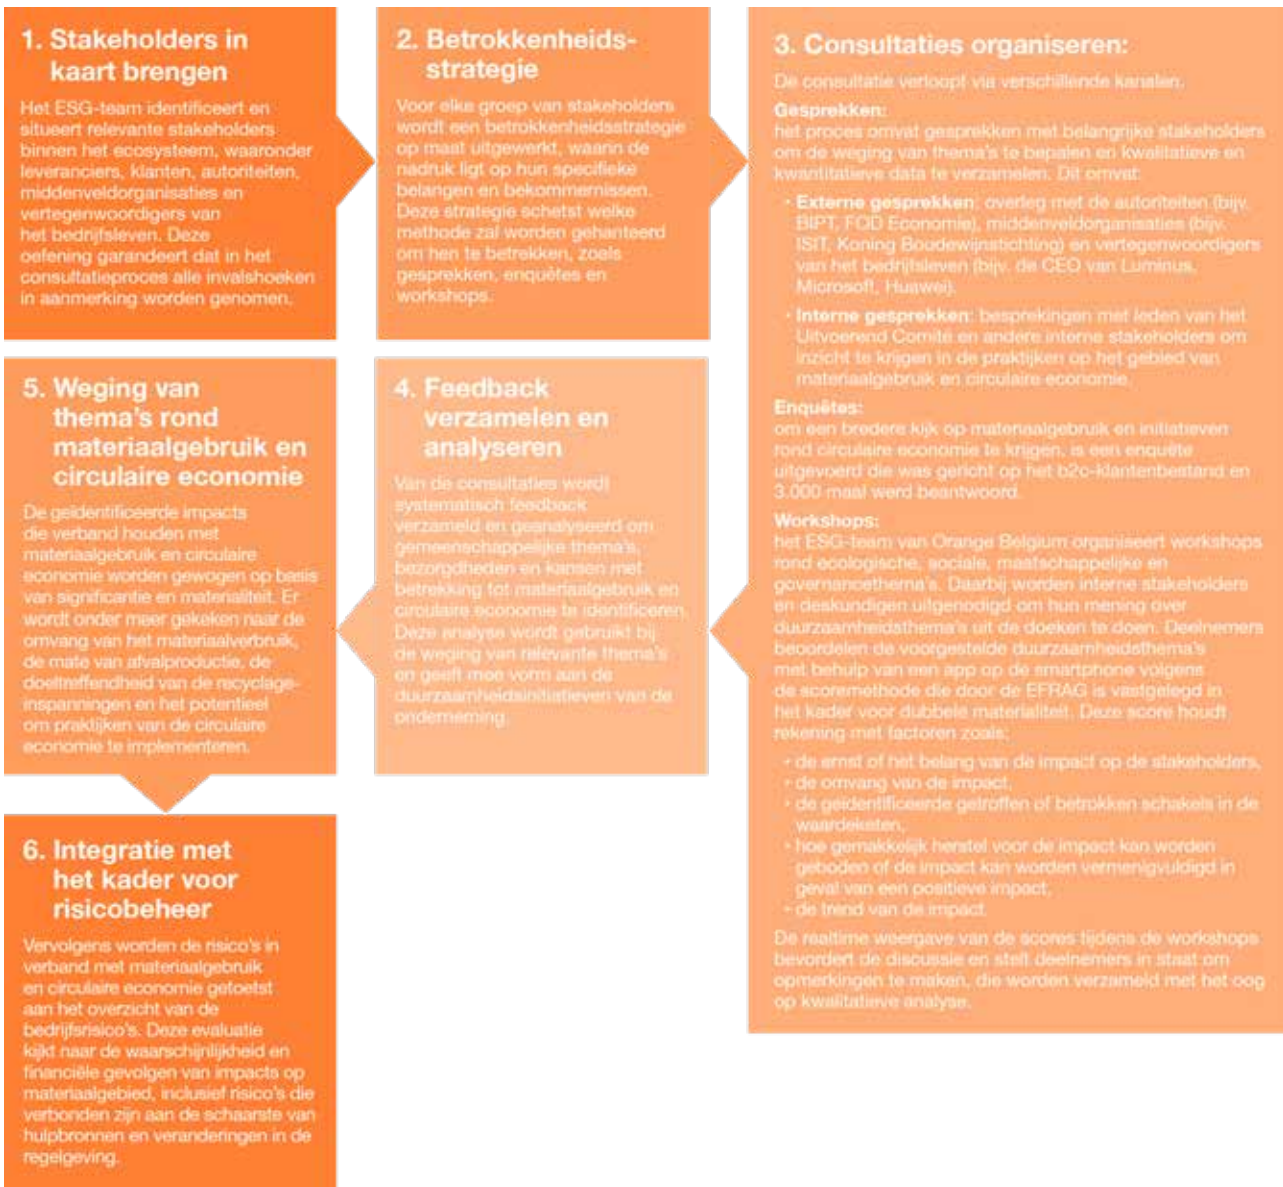 1. Stakeholders in
kaart brengen
Het ESG-team identificeert en
situeert relevante stakeholders
binnen het ecosysteem, waaronder
leveranciers, klanten, autoriteiten,
middenveldorganisaties en
vertegenwoordigers van
het bedrijfsleven. Deze
oefening garandeert dat in het
consultatieproces alle invalshoeken
in aanmerking worden genomen.
2. Betrokkenheids-
strategie
Voor elke groep van stakeholders
wordt een betrokkenheidsstrategie
op maat uitgewerkt, waarin de
nadruk ligt op hun specifieke
belangen en bekommernissen.
Deze strategie schetst welke
methode zal worden gehanteerd
om hen te betrekken, zoals
gesprekken, enquêtes en
workshops.
3. Consultaties organiseren:
De consultatie verloopt via verschillende kanalen.
Gesprekken:
het proces omvat gesprekken met belangrijke stakeholders
om de weging van thema's te bepalen en kwalitatieve en
kwantitatieve data te verzamelen. Dit omvat:
• Externe gesprekken: overleg met de autoriteiten (bijv.
BIPT, FOD Economie), middenveldorganisaties (bijv.
ISIT, Koning Boudewijnstichting) en vertegenwoordigers
van het bedrijfsleven (bijv. de CEO van Luminus,
Microsoft, Huawei).
• Interne gesprekken: besprekingen met leden van het
Uitvoerend Comité en andere interne stakeholders om
inzicht te krijgen in de praktijken op het gebied van
materiaalgebruik en circulaire economie.
Enquêtes:
om een bredere kijk op materiaalgebruik en initiatieven
rond circulaire economie te krijgen, is een enquête
uitgevoerd die was gericht op het b2c-klantenbestand en
3.000 maal werd beantwoord.
Workshops:
het ESG-team van Orange Belgium organiseert workshops
rond ecologische, sociale, maatschappelijke en
governancethema's. Daarbij worden interne stakeholders
en deskundigen uitgenodigd om hun mening over
duurzaamheidsthema's uit de doeken te doen. Deelnemers
beoordelen de voorgestelde duurzaamheidsthema's
met behulp van een app op de smartphone volgens
de scoremethode die door de EFRAG is vastgelegd in
het kader voor dubbele materialiteit. Deze score houdt
rekening met factoren zoals:
• de ernst of het belang van de impact op de stakeholders,
• de omvang van de impact,
• de geïdentificeerde getroffen of betrokken schakels in de
waardeketen,
• hoe gemakkelijk herstel voor de impact kan worden
geboden of de impact kan worden vermenigvuldigd in
geval van een positieve impact,
• de trend van de impact.
De realtime weergave van de scores tijdens de workshops
bevordert de discussie en stelt deelnemers in staat om
opmerkingen te maken, die worden verzameld met het oog
op kwalitatieve analyse.
4. Feedback
verzamelen en
analyseren
Van de consultaties wordt
systematisch feedback
verzameld en geanalyseerd om
gemeenschappelijke thema's,
bezorgdheden en kansen met
betrekking tot materiaalgebruik en
circulaire economie te identificeren.
Deze analyse wordt gebruikt bij
de weging van relevante thema's
en geeft mee vorm aan de
duurzaamheidsinitiatieven van de
onderneming.
5. Weging van
thema's rond
materiaalgebruik en
circulaire economie
De geïdentificeerde impacts
die verband houden met
materiaalgebruik en circulaire
economie worden gewogen op basis
van significantie en materialiteit. Er
wordt onder meer gekeken naar de
omvang van het materiaalverbruik,
de mate van afvalproductie, de
doeltreffendheid van de recyclage-
inspanningen en het potentieel
om praktijken van de circulaire
economie te implementeren.
6. Integratie met
het kader voor
risicobeheer
Vervolgens worden de risico's in
verband met materiaalgebruik
en circulaire economie getoetst
aan het overzicht van de
bedrijfsrisico's. Deze evaluatie
kijkt naar de waarschijnlijkheid en
financiële gevolgen van impacts op
materiaalgebied, inclusief risico's die
verbonden zijn aan de schaarste van
hulpbronnen en veranderingen in de
regelgeving.